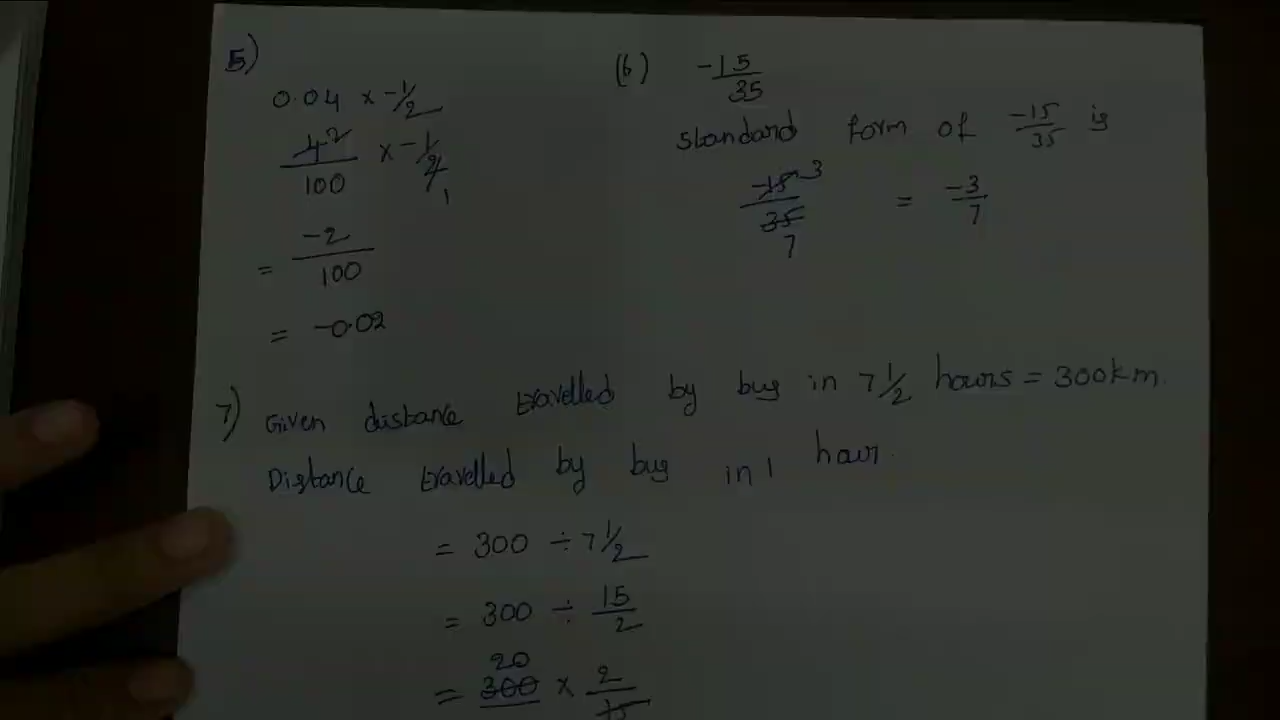 5)
0.04 × -1/2
4 2/100 × -1/2 1
= -2/100
= -0.02
(6) -15/35
Standard form of -15/35 is
-15 -3/35 7 = -3/7
7) Given distance travelled by bus in 7 1/2 hours = 300km.
Distance travelled by bus in 1 hour.
= 300 ÷ 7 1/2
= 300 ÷ 15/2
20
= 300 × 2/15